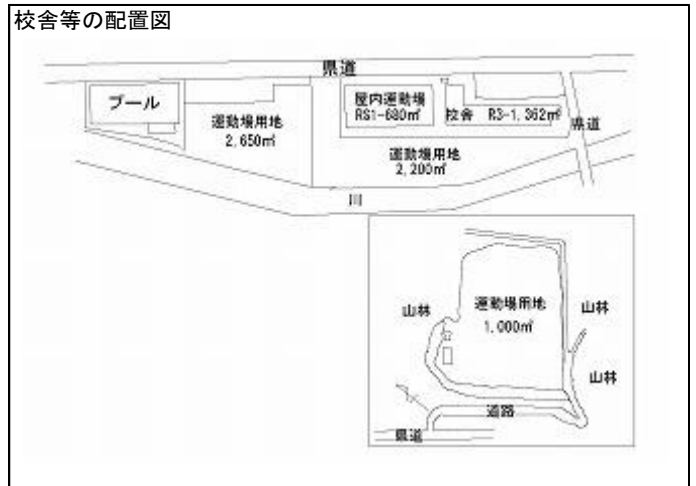 校舎等の配置図
県道
プール
屋内運動場
RS1-680㎡
校舎 R3-1,362㎡
運動場用地
2,650㎡
県道
運動場用地
2,200㎡
川
運動場用地
1,000㎡
山林
山林
山林
道路
県道